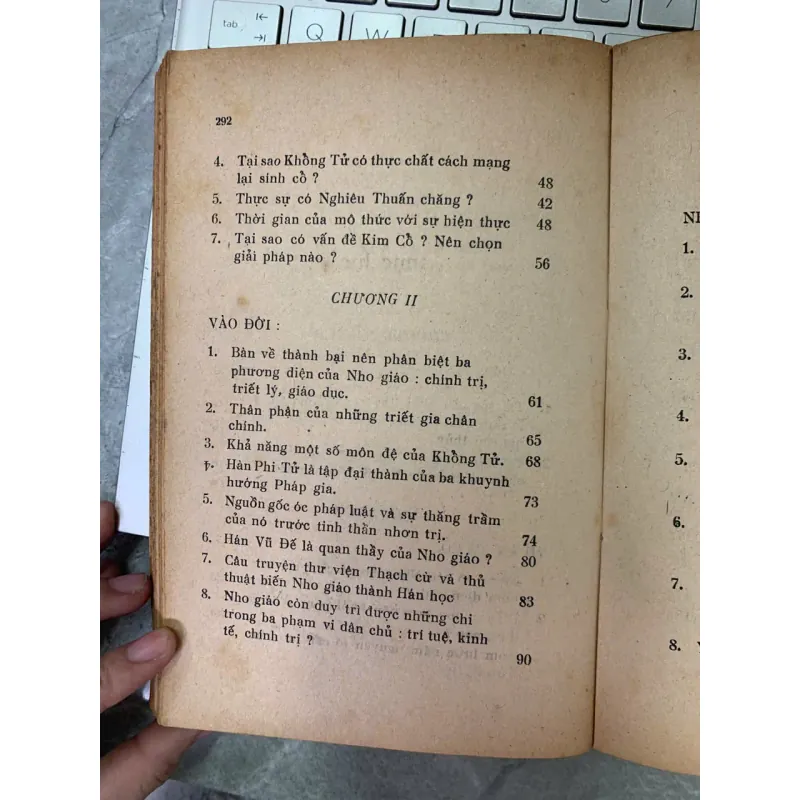 tab
Q
W
292
4. Tại sao Khổng Tử có thực chất cách mạng
lại sính cổ ? 48
5. Thực sự có Nghiêu Thuấn chăng ? 42
6. Thời gian của mô thức với sự hiện thực 48
7. Tại sao có vấn đề Kim Cổ ? Nên chọn
giải pháp nào ? 56
CHƯƠNG II
VÀO ĐỜI :
1. Bàn về thành bại nên phân biệt ba
phương diện của Nho giáo : chính trị,
triết lý, giáo dục. 61
2. Thân phận của những triết gia chân
chính. 65
3. Khả năng một số môn đệ của Khổng Tử. 68
Hàn Phi Tử là tập đại thành của ba khuynh
hướng Pháp gia. 73
5. Nguồn gốc óc pháp luật và sự thăng trầm
của nó trước tinh thần nhơn trị. 74
6. Hán Vũ Đế là quan thầy của Nho giáo ? 80
7. Câu truyện thư viện Thạch cừ và thủ
thuật biến Nho giáo thành Hán học 83
8. Nho giáo còn duy trì được những chi
trong ba phạm vi dân chủ : trí tuệ, kinh
tế, chính trị ? 90
1.
2.
3.
4.
5.
6.
7.
8.